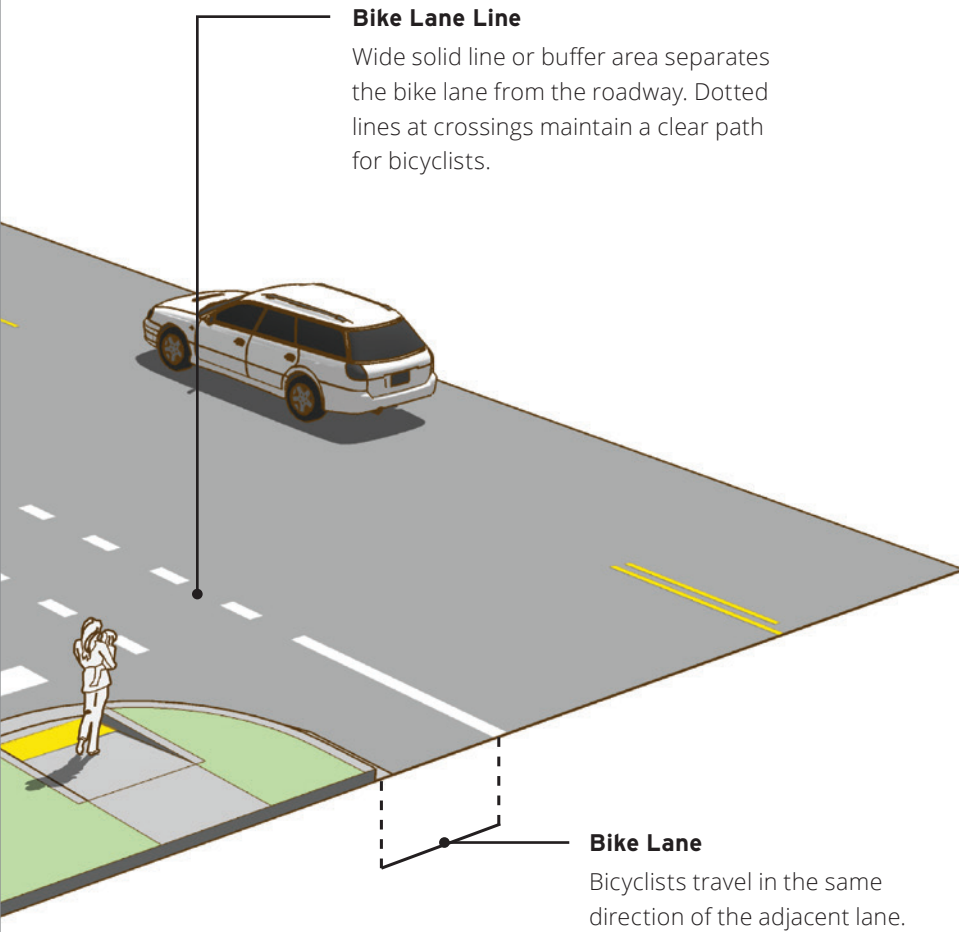 Bike Lane Line
Wide solid line or buffer area separates
the bike lane from the roadway. Dotted
lines at crossings maintain a clear path
for bicyclists.
Bike Lane
Bicyclists travel in the same
direction of the adjacent lane.